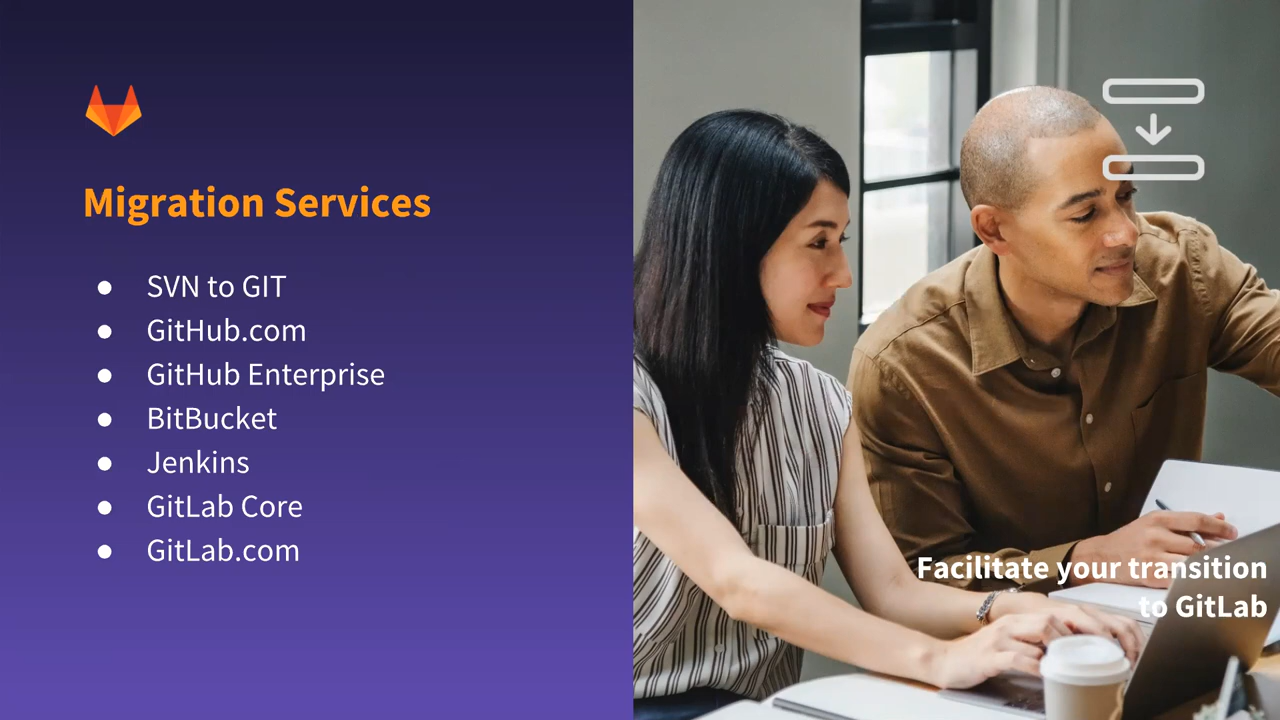 Migration Services
● SVN to GIT
● GitHub.com
● GitHub Enterprise
● BitBucket
● Jenkins
● GitLab Core
● GitLab.com
Facilitate your transition
to GitLab